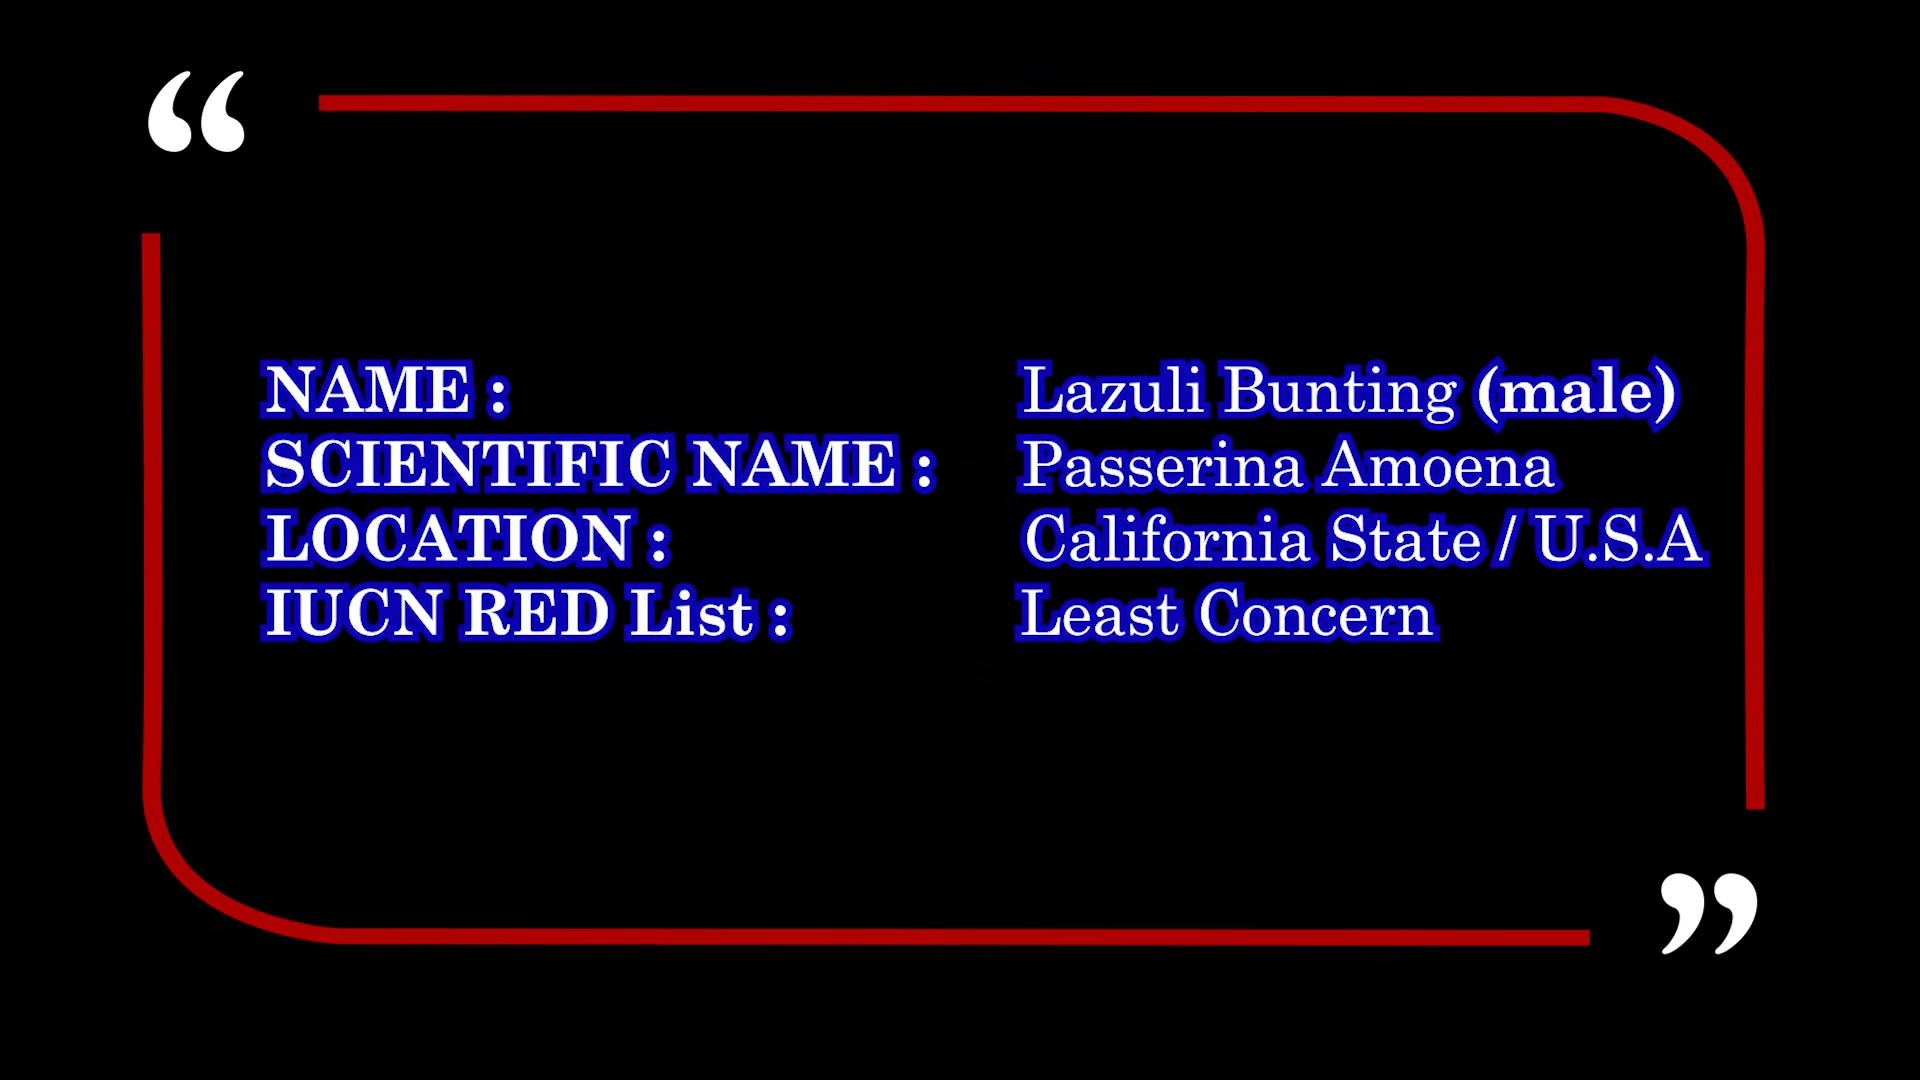 NAME : Lazuli Bunting (male)
SCIENTIFIC NAME : Passerina Amoena
LOCATION : California State / U.S.A
IUCN RED List : Least Concern